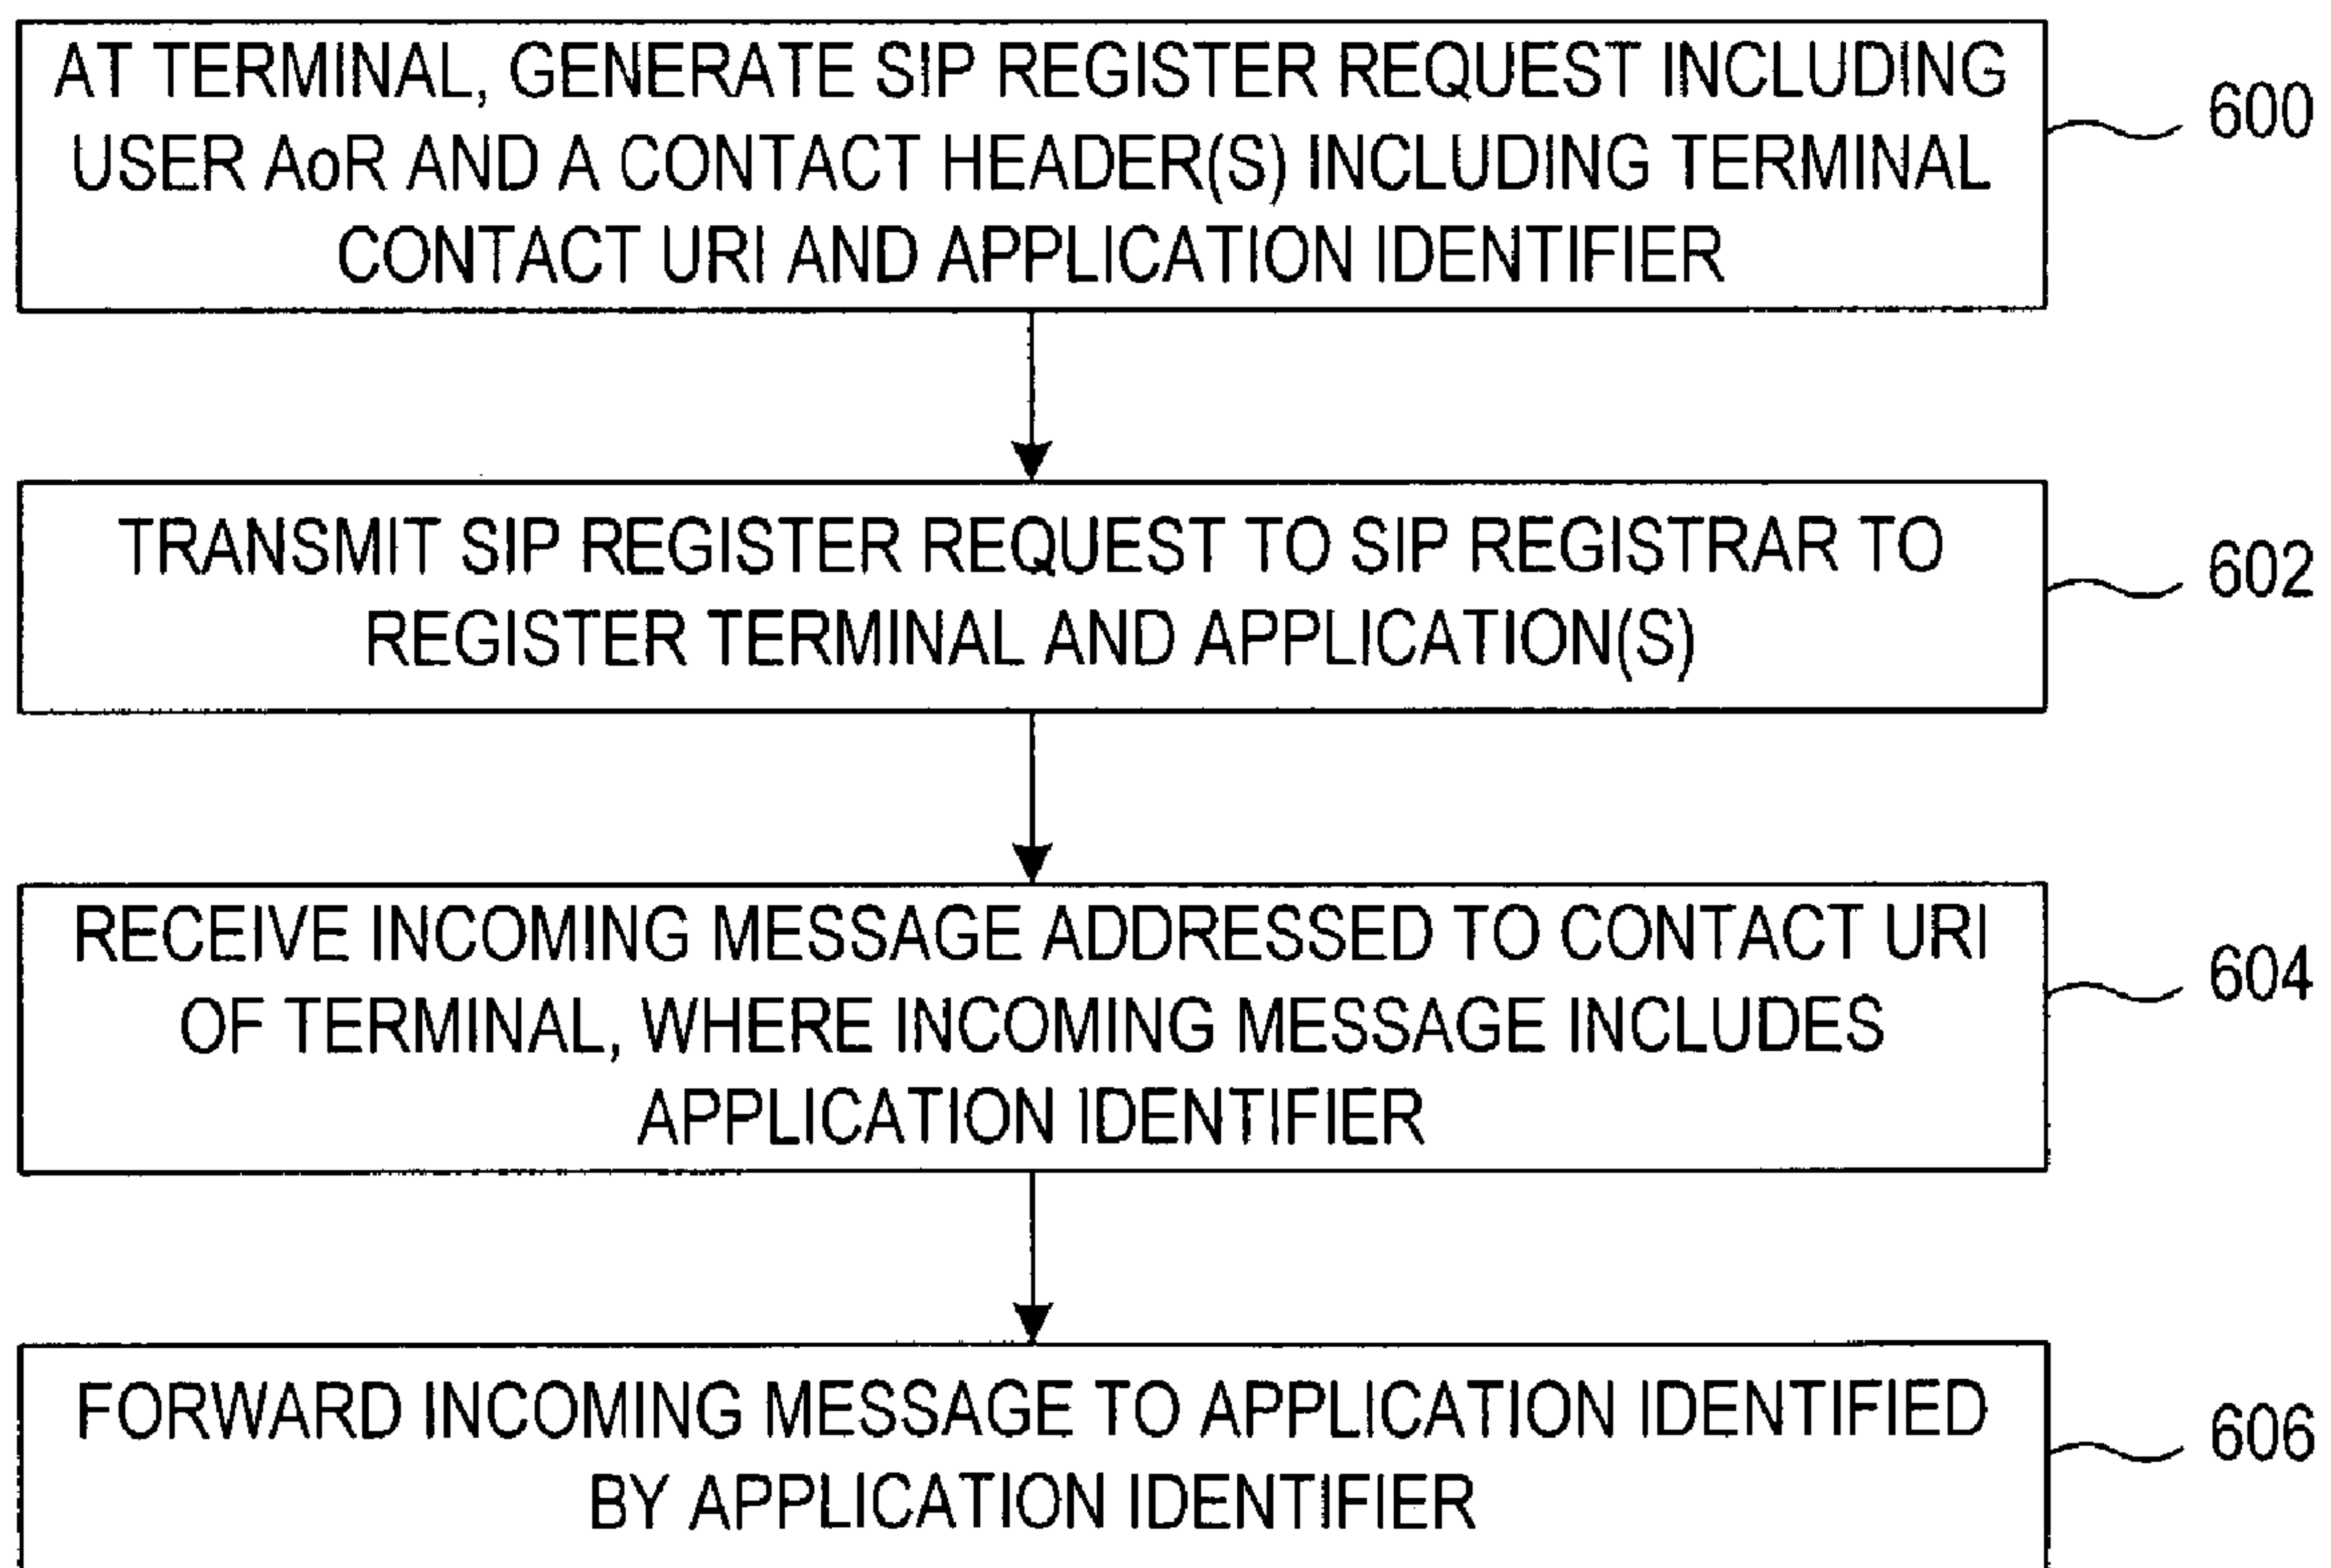 AT TERMINAL, GENERATE SIP REGISTER REQUEST INCLUDING
USER AoR AND A CONTACT HEADER(S) INCLUDING TERMINAL
CONTACT URI AND APPLICATION IDENTIFIER
600
TRANSMIT SIP REGISTER REQUEST TO SIP REGISTRAR TO
REGISTER TERMINAL AND APPLICATION(S)
602
RECEIVE INCOMING MESSAGE ADDRESSED TO CONTACT URI
OF TERMINAL, WHERE INCOMING MESSAGE INCLUDES
APPLICATION IDENTIFIER
604
FORWARD INCOMING MESSAGE TO APPLICATION IDENTIFIED
BY APPLICATION IDENTIFIER
606